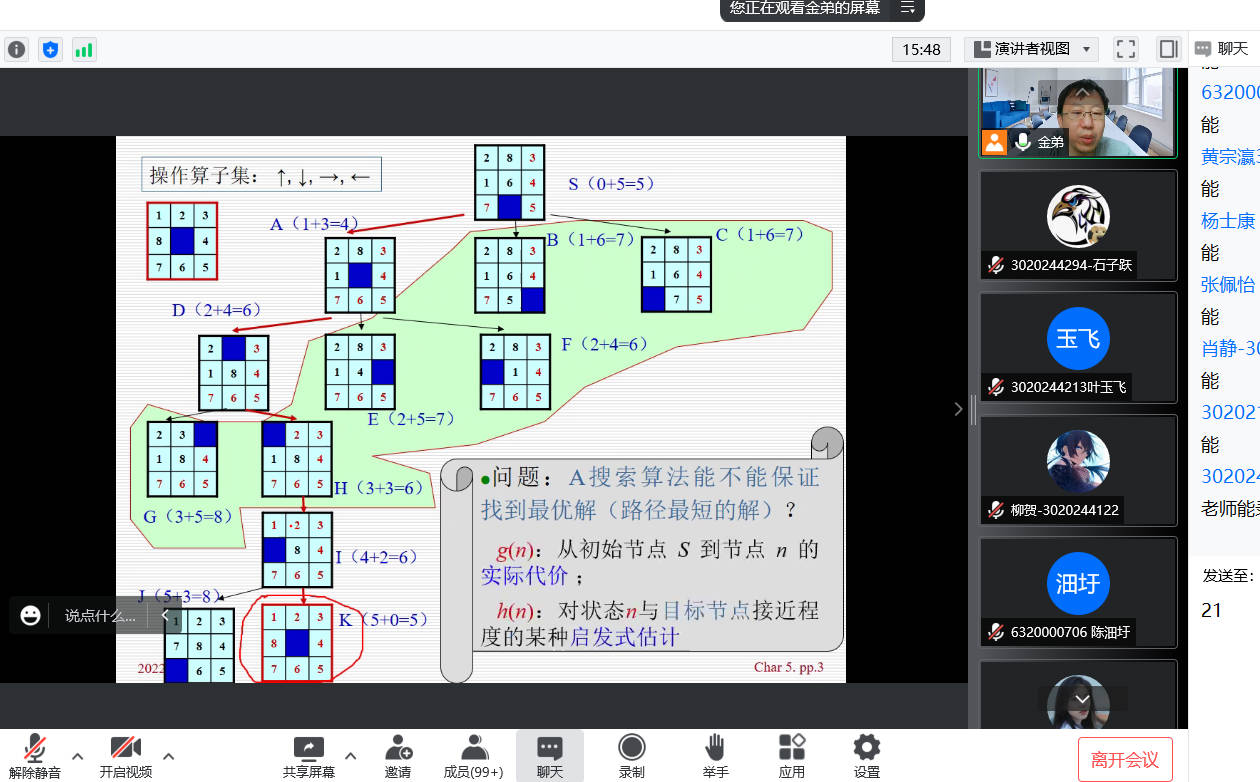 您正在观看金弟的屏幕
15:48
演讲者视图
聊天
操作算子集：↑,↓,→,←
1 2 3
8 4
7 6 5
2 8 3
1 6 4
7 5
S（0+5=5）
A（1+3=4）
2 8 3
1 4
7 6 5
2 8 3
1 6 4
7 5
B（1+6=7）
2 8 3
1 6 4
7 5
C（1+6=7）
D（2+4=6）
2 3
1 8 4
7 6 5
2 8 3
1 4
7 6 5
E（2+5=7）
2 8 3
1 4
7 6 5
F（2+4=6）
2 3
1 8 4
7 6 5
G（3+5=8）
2 3
1 8 4
7 6 5
H（3+3=6）
1 2 3
8 4
7 6 5
I（4+2=6）
J（5+3=8）
1 2 3
7 8 4
6 5
1 2 3
8 4
7 6 5
K（5+0=5）
●问题：A搜索算法能不能保证
找到最优解（路径最短的解）？
g(n)：从初始节点 S 到节点 n 的
实际代价；
h(n)：对状态n与目标节点接近程
度的某种启发式估计
2022
Char 5. pp.3
说点什么...
金弟
3020244294-石子跃
玉飞
3020244213叶玉飞
柳贺-3020244122
细圩
6320000706 陈沺圩
632000
能
黄宗瀛
能
杨士康
能
张佩怡
能
肖静-30
能
30202
能
302024
老师能
发送至:
21
解除静音
开启视频
共享屏幕
邀请
成员(99+)
聊天
录制
举手
应用
设置
离开会议